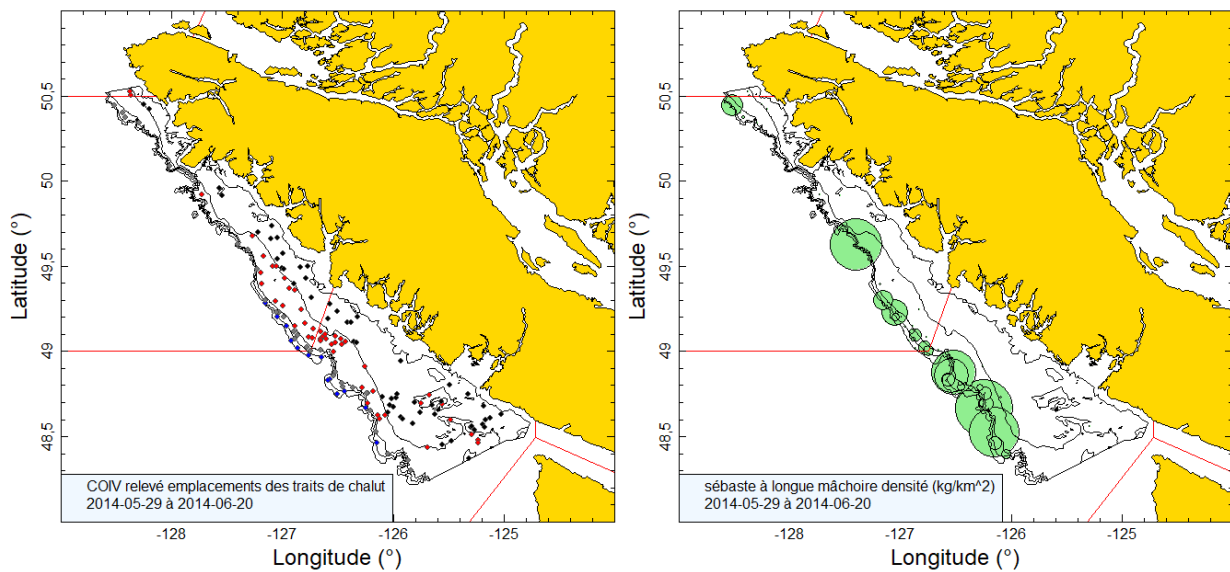 50,5
50
49,5
49
48,5
Latitude (°)
COIV relevé emplacements des traits de chalut
2014-05-29 à 2014-06-20
-128
-127
-126
-125
Longitude (°)
50,5
50
49,5
49
48,5
Latitude (°)
sébaste à longue mâchoire densité (kg/km^2)
2014-05-29 à 2014-06-20
-128
-127
-126
-125
Longitude (°)